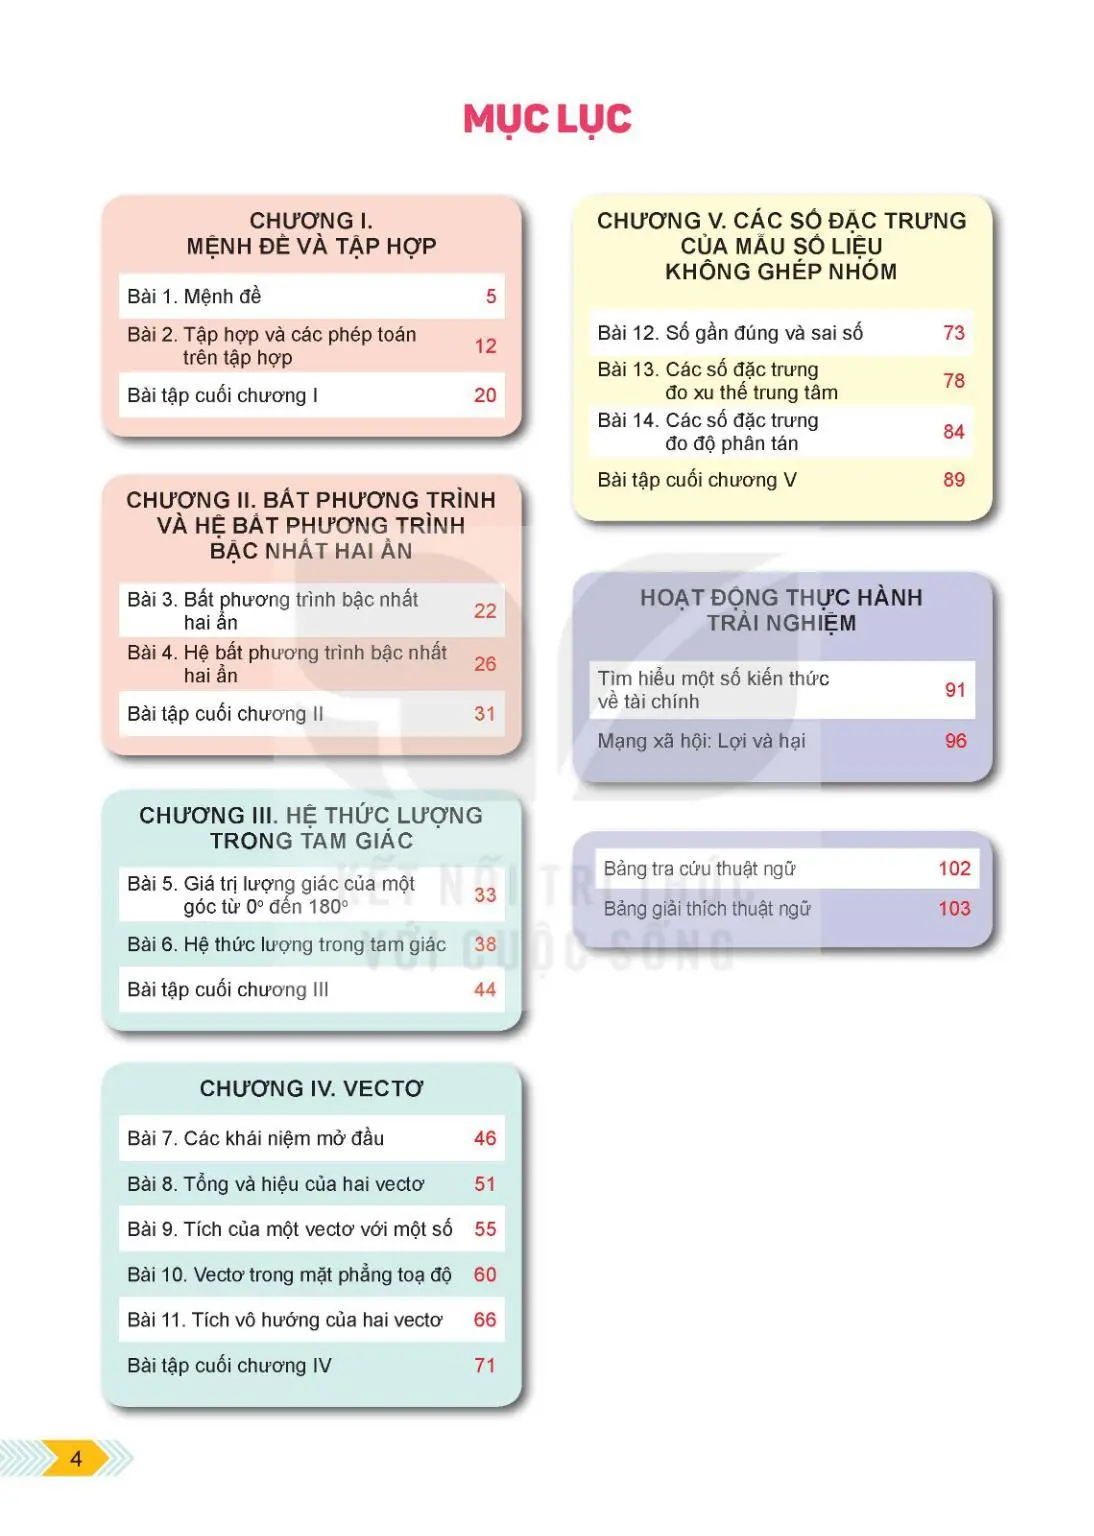 MỤC LỤC
CHƯƠNG I.
MỆNH ĐỀ VÀ TẬP HỢP
Bài 1. Mệnh đề 5
Bài 2. Tập hợp và các phép toán
trên tập hợp 12
Bài tập cuối chương I 20
CHƯƠNG II. BẤT PHƯƠNG TRÌNH
VÀ HỆ BẤT PHƯƠNG TRÌNH
BẬC NHẤT HAI ẨN
Bài 3. Bất phương trình bậc nhất
hai ẩn 22
Bài 4. Hệ bất phương trình bậc nhất
hai ẩn 26
Bài tập cuối chương II 31
CHƯƠNG III. HỆ THỨC LƯỢNG
TRONG TAM GIÁC
Bài 5. Giá trị lượng giác của một
góc từ 0º đến 180º 33
Bài 6. Hệ thức lượng trong tam giác 38
Bài tập cuối chương III 44
CHƯƠNG IV. VECTƠ
Bài 7. Các khái niệm mở đầu 46
Bài 8. Tổng và hiệu của hai vectơ 51
Bài 9. Tích của một vectơ với một số 55
Bài 10. Vectơ trong mặt phẳng toạ độ 60
Bài 11. Tích vô hướng của hai vectơ 66
Bài tập cuối chương IV 71
CHƯƠNG V. CÁC SỐ ĐẶC TRƯNG
CỦA MẪU SỐ LIỆU
KHÔNG GHÉP NHÓM
Bài 12. Số gần đúng và sai số 73
Bài 13. Các số đặc trưng
đo xu thế trung tâm 78
Bài 14. Các số đặc trưng
đo độ phân tán 84
Bài tập cuối chương V 89
HOẠT ĐỘNG THỰC HÀNH
TRẢI NGHIỆM
Tìm hiểu một số kiến thức
về tài chính 91
Mạng xã hội: Lợi và hại 96
Bảng tra cứu thuật ngữ 102
Bảng giải thích thuật ngữ 103
KẾT NỐI TRI THỨC
VỚI CUỘC SỐNG
4